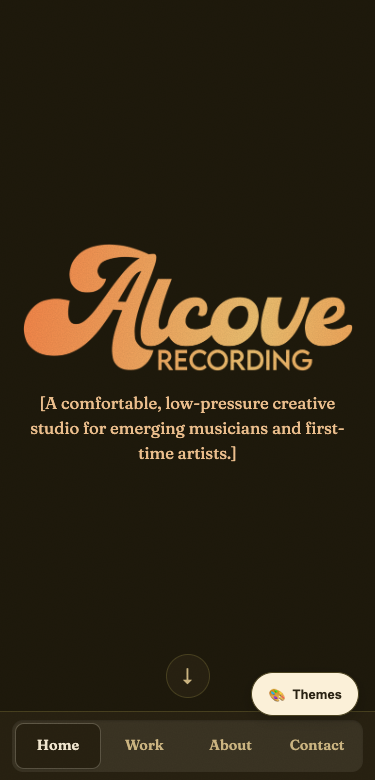 Alcove
RECORDING
[A comfortable, low-pressure creative
studio for emerging musicians and first-
time artists.]
↓
🎨 Themes
Home Work About Contact